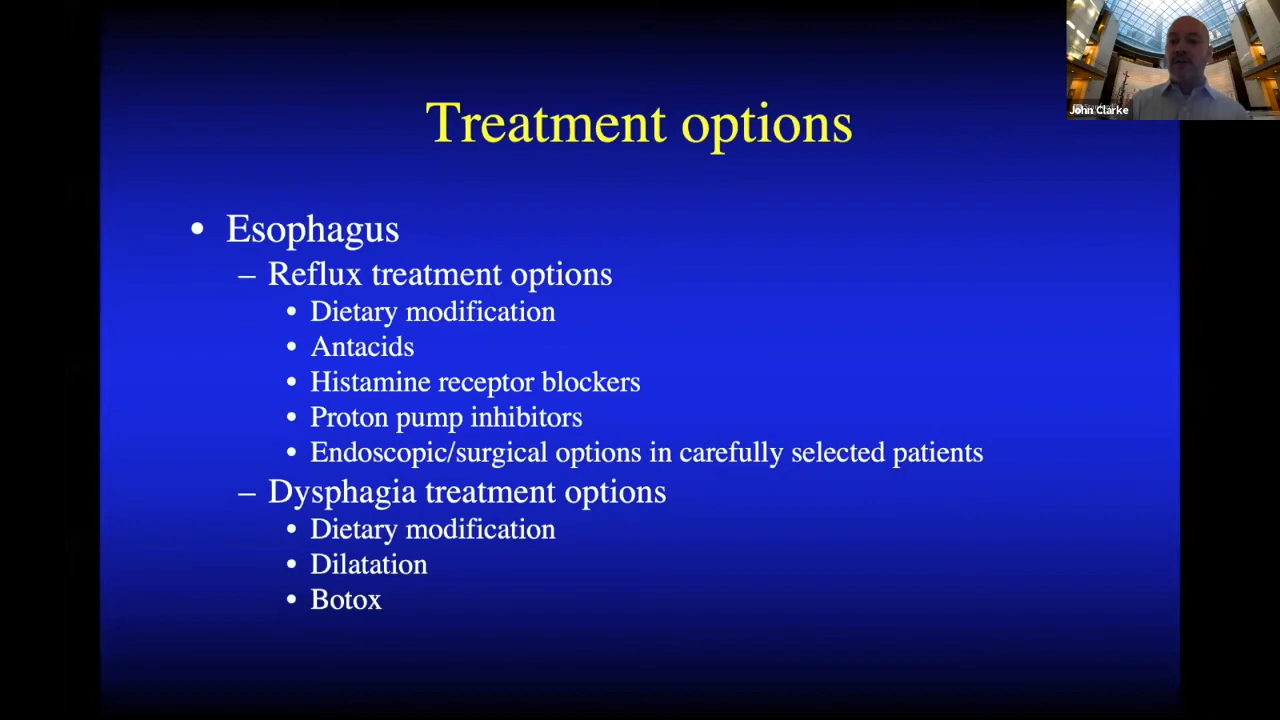 John Clarke
Treatment options
• Esophagus
– Reflux treatment options
• Dietary modification
• Antacids
• Histamine receptor blockers
• Proton pump inhibitors
• Endoscopic/surgical options in carefully selected patients
– Dysphagia treatment options
• Dietary modification
• Dilatation
• Botox